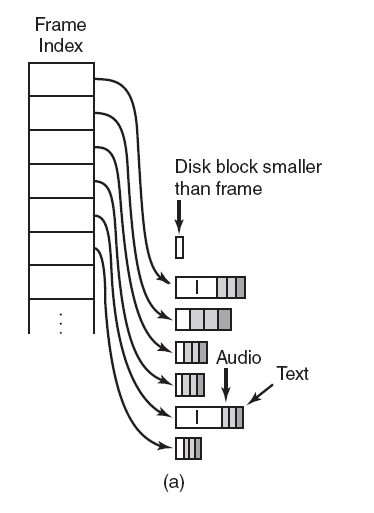 Frame
Index
Disk block smaller
than frame
I
Audio
Text
I
(a)